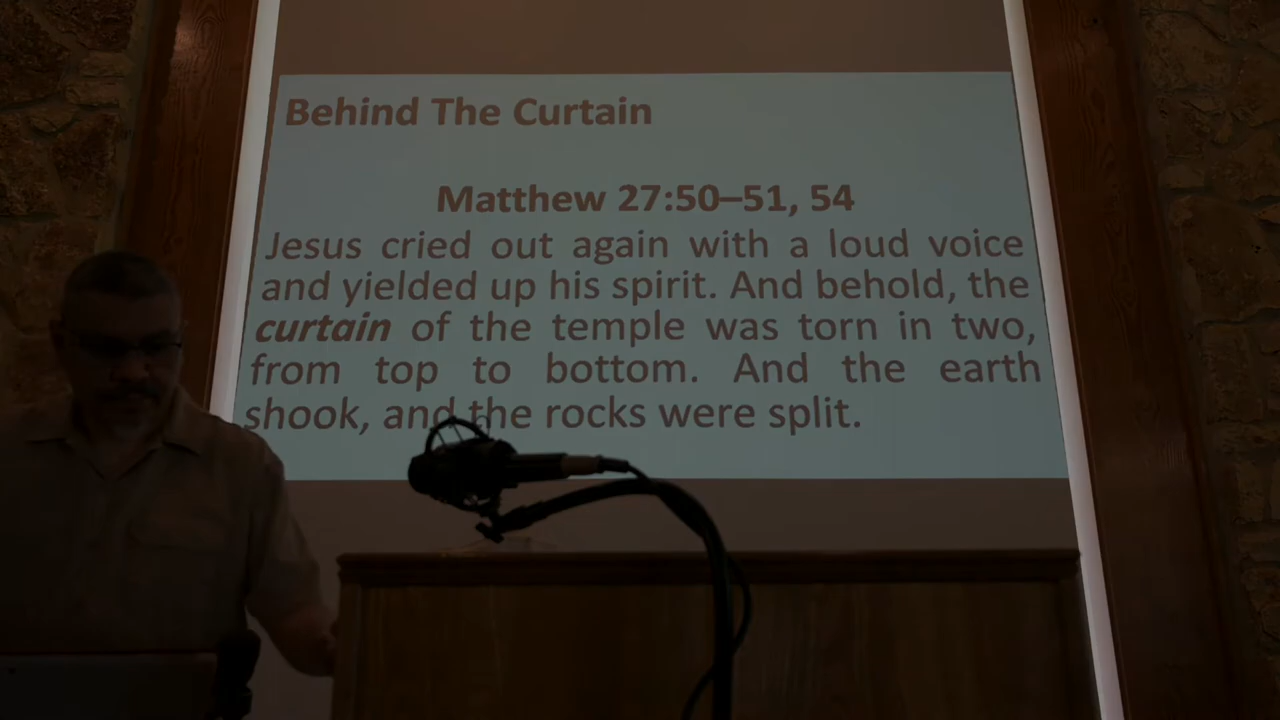 Behind The Curtain
Matthew 27:50–51, 54
Jesus cried out again with a loud voice
and yielded up his spirit. And behold, the
curtain of the temple was torn in two,
from top to bottom. And the earth
shook, and the rocks were split.